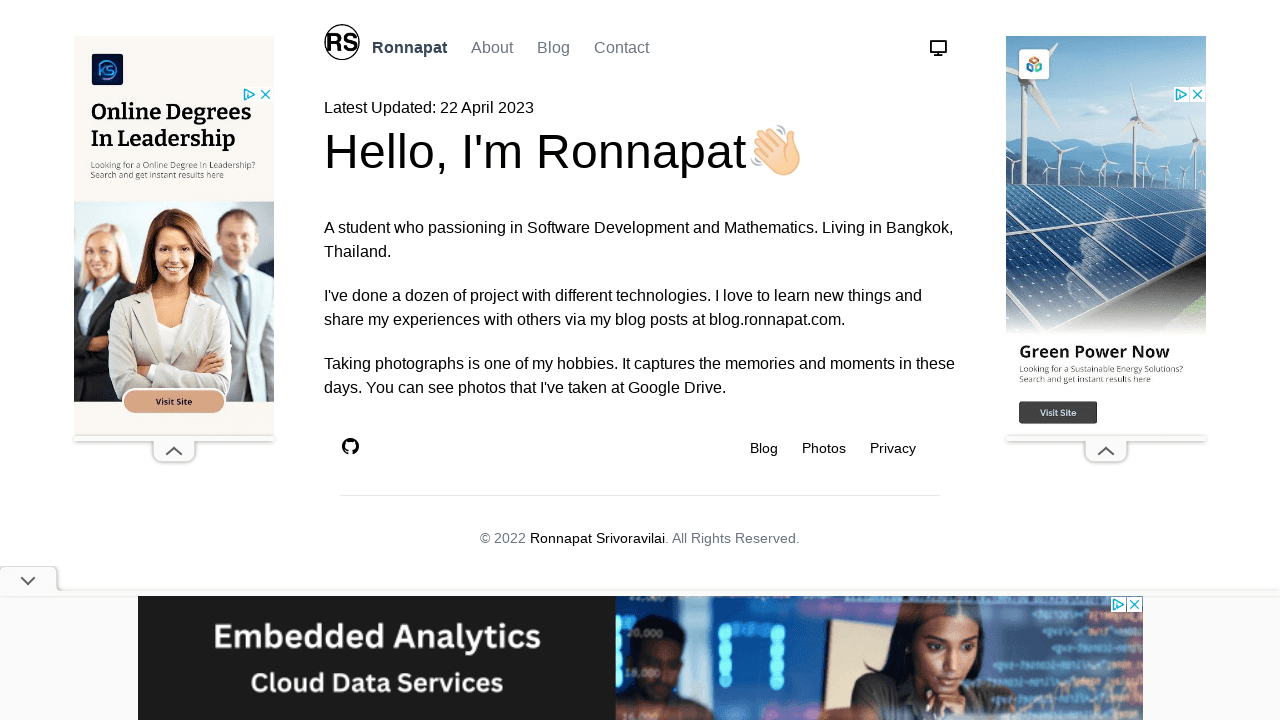 RS
Ronnapat
About
Blog
Contact
Latest Updated: 22 April 2023
Hello, I'm Ronnapat
A student who passioning in Software Development and Mathematics. Living in Bangkok,
Thailand.
I've done a dozen of project with different technologies. I love to learn new things and
share my experiences with others via my blog posts at blog.ronnapat.com.
Taking photographs is one of my hobbies. It captures the memories and moments in these
days. You can see photos that I've taken at Google Drive.
Blog
Photos
Privacy
© 2022 Ronnapat Srivoravilai. All Rights Reserved.
Online Degrees
In Leadership
Looking for a Online Degree In Leadership?
Search and get instant results here
Visit Site
Green Power Now
Looking for a Sustainable Energy Solutions?
Search and get instant results here
Visit Site
Embedded Analytics
Cloud Data Services